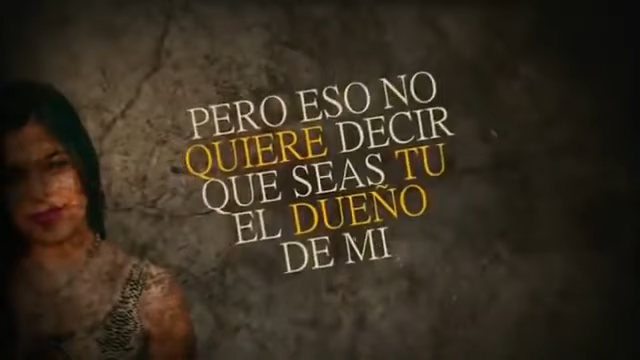 PERO ESO NO
QUIERE DECIR
QUE SEAS TU
EL DUEÑO
DE MI